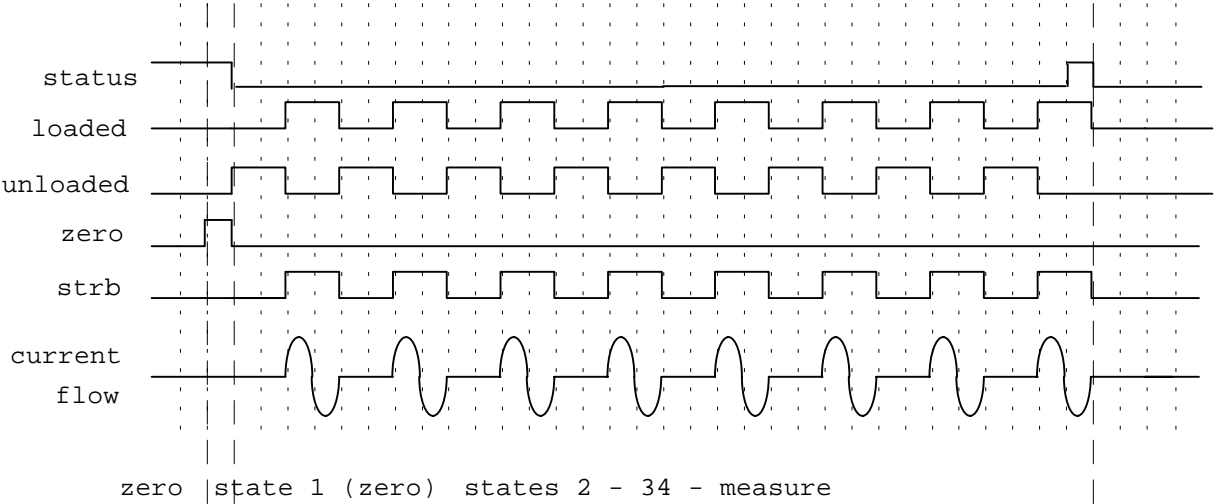 status
loaded
unloaded
zero
strb
current
flow
zero state 1 (zero) states 2 - 34 - measure